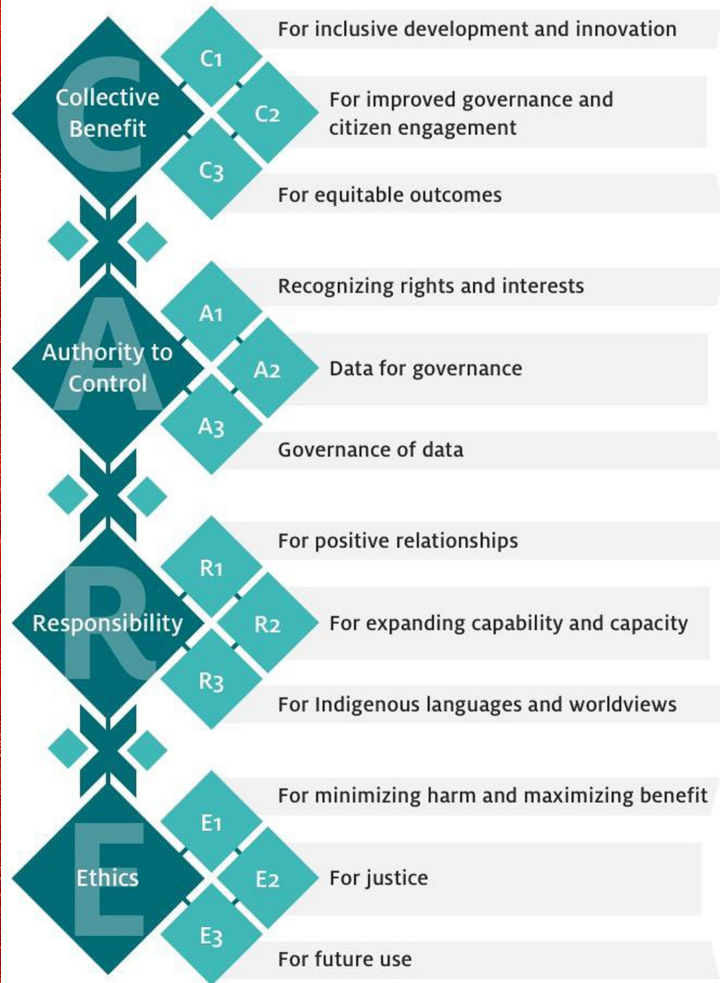 C
Collective
Benefit
C1
For inclusive development and innovation
C2
For improved governance and
citizen engagement
C3
For equitable outcomes
A
Authority to
Control
A1
Recognizing rights and interests
A2
Data for governance
A3
Governance of data
R
Responsibility
R1
For positive relationships
R2
For expanding capability and capacity
R3
For Indigenous languages and worldviews
E
Ethics
E1
For minimizing harm and maximizing benefit
E2
For justice
E3
For future use